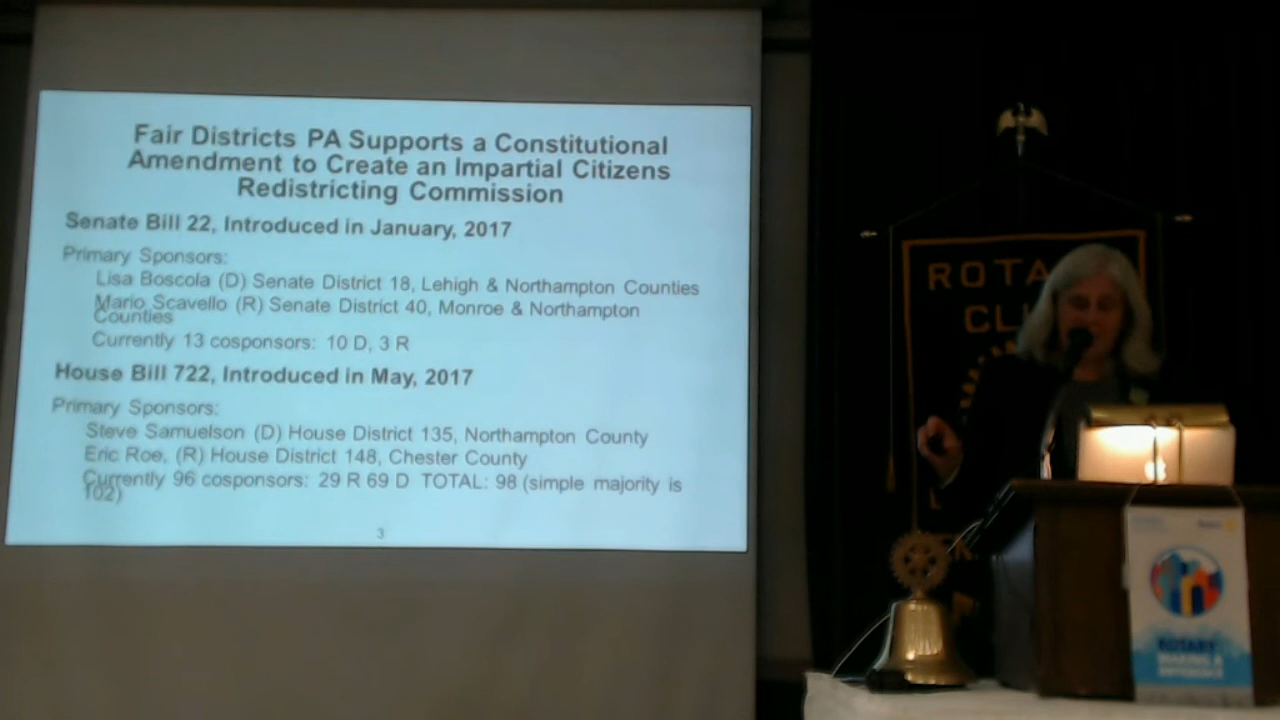 Fair Districts PA Supports a Constitutional
Amendment to Create an Impartial Citizens
Redistricting Commission
Senate Bill 22, Introduced in January, 2017
Primary Sponsors:
Lisa Boscola (D) Senate District 18, Lehigh & Northampton Counties
Mario Scavello (R) Senate District 40, Monroe & Northampton
Counties
Currently 13 cosponsors: 10 D, 3 R
House Bill 722, Introduced in May, 2017
Primary Sponsors:
Steve Samuelson (D) House District 135, Northampton County
Eric Roe, (R) House District 148, Chester County
Currently 96 cosponsors: 29 R 69 D TOTAL: 98 (simple majority is
102)
3
ROTA
CLU
ROTARY
MAKING A
DIFFERENCE